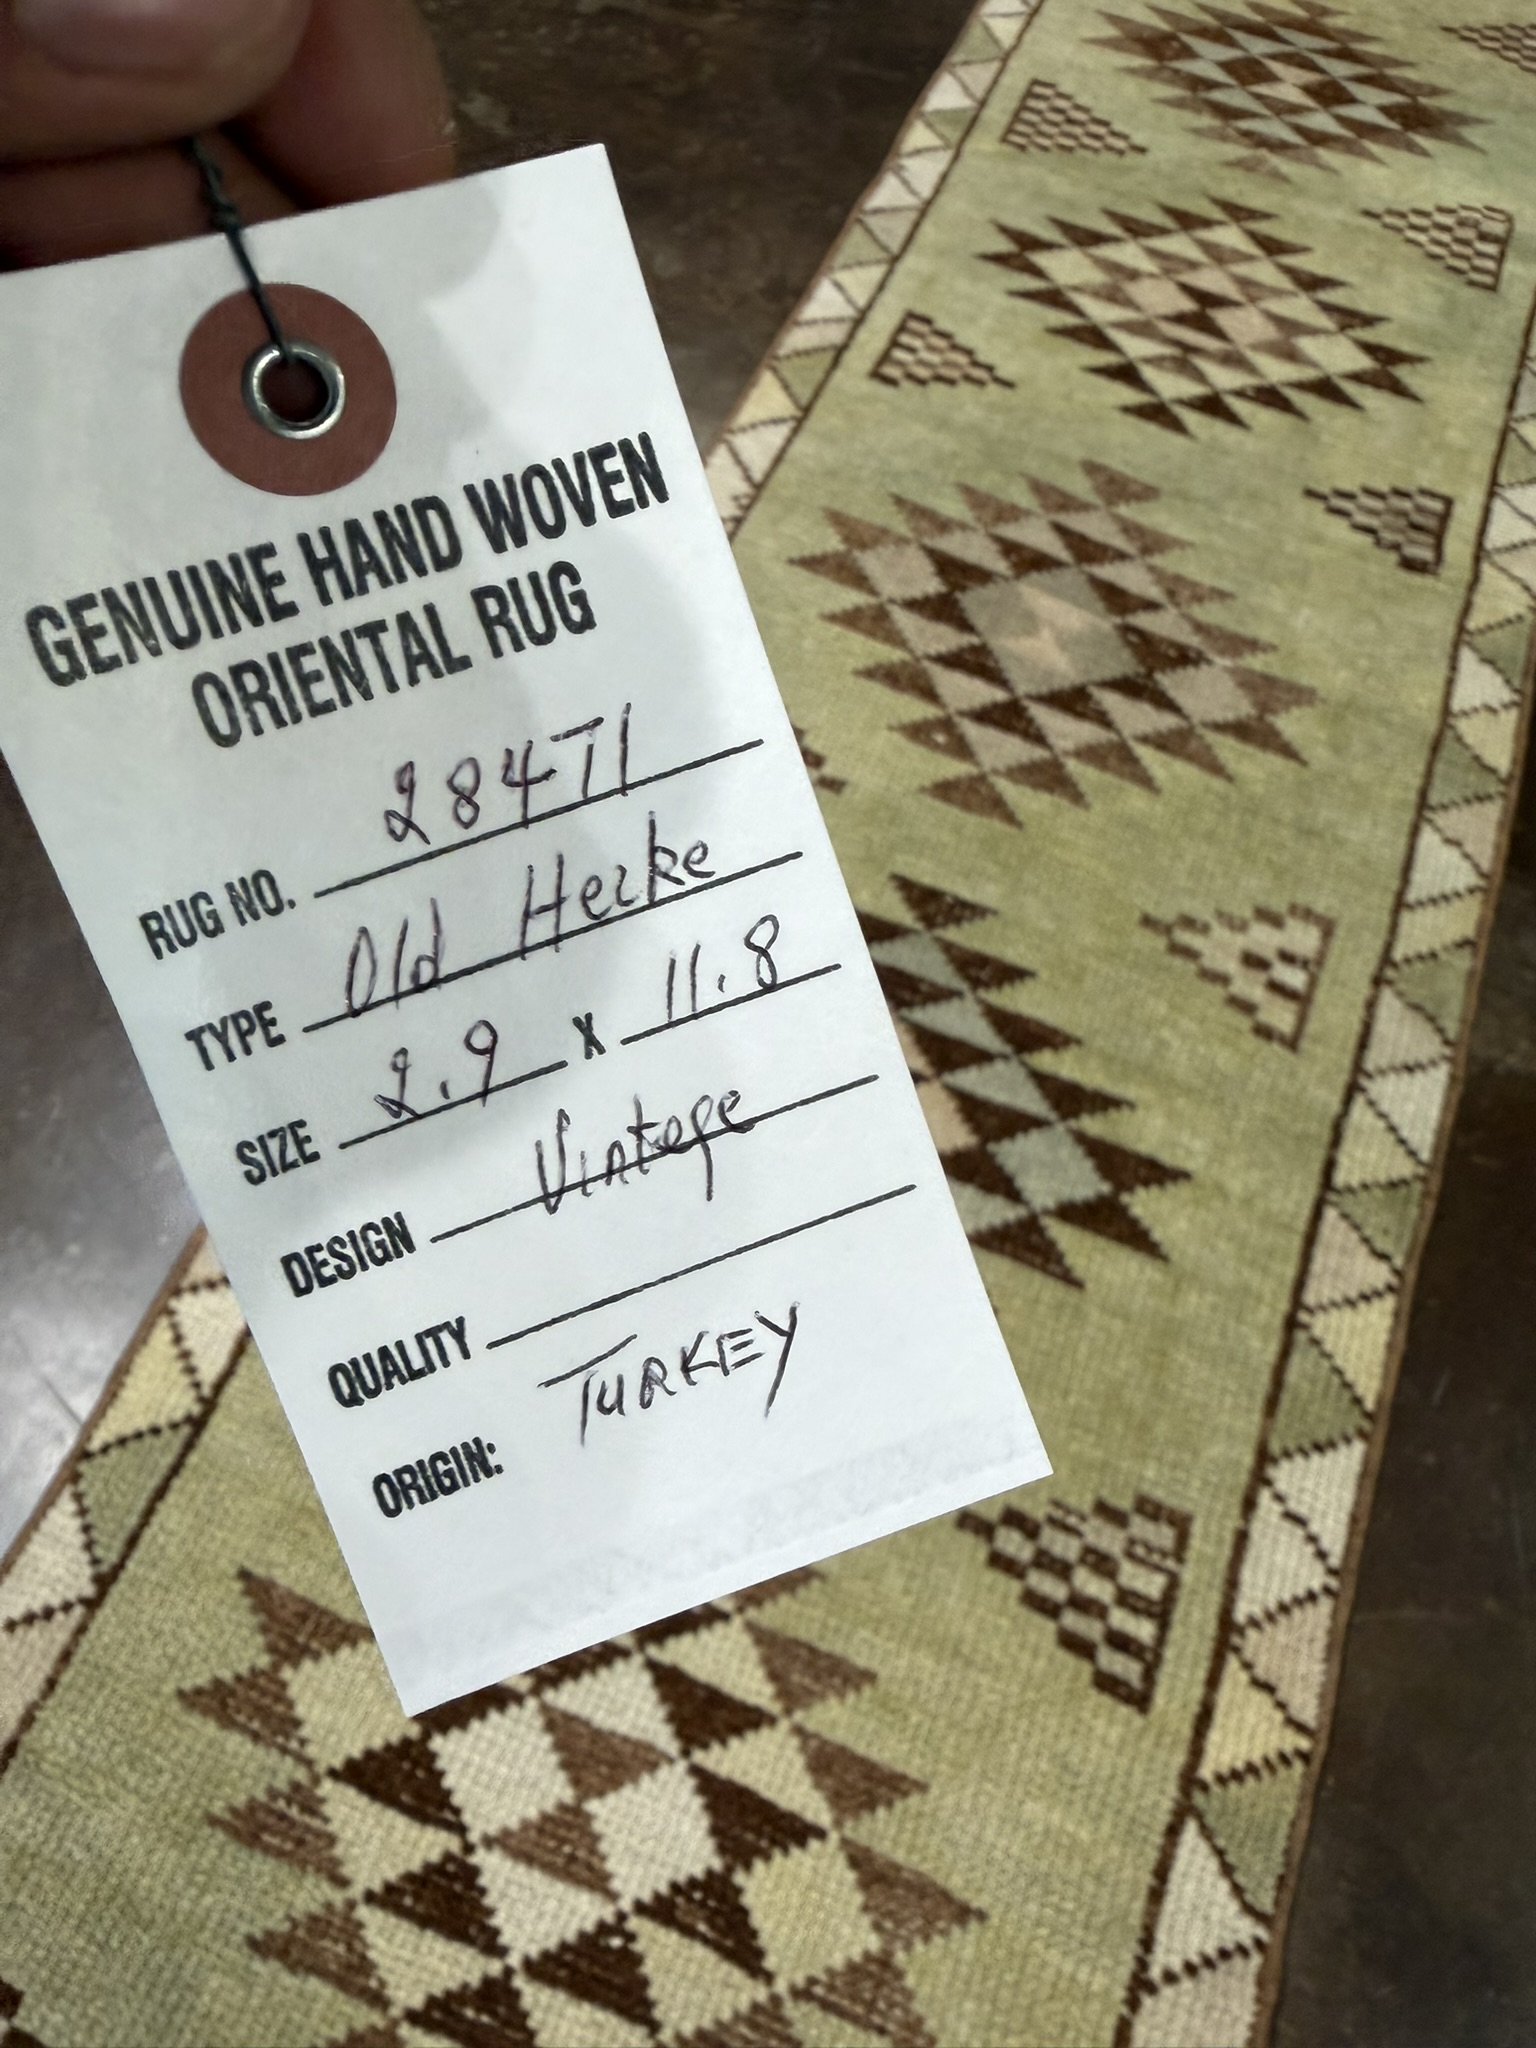 GENUINE HAND WOVEN
ORIENTAL RUG
RUG NO. 28471
TYPE Old Herke
SIZE 2.9 X 11.8
DESIGN Vintage
QUALITY
ORIGIN: TURKEY